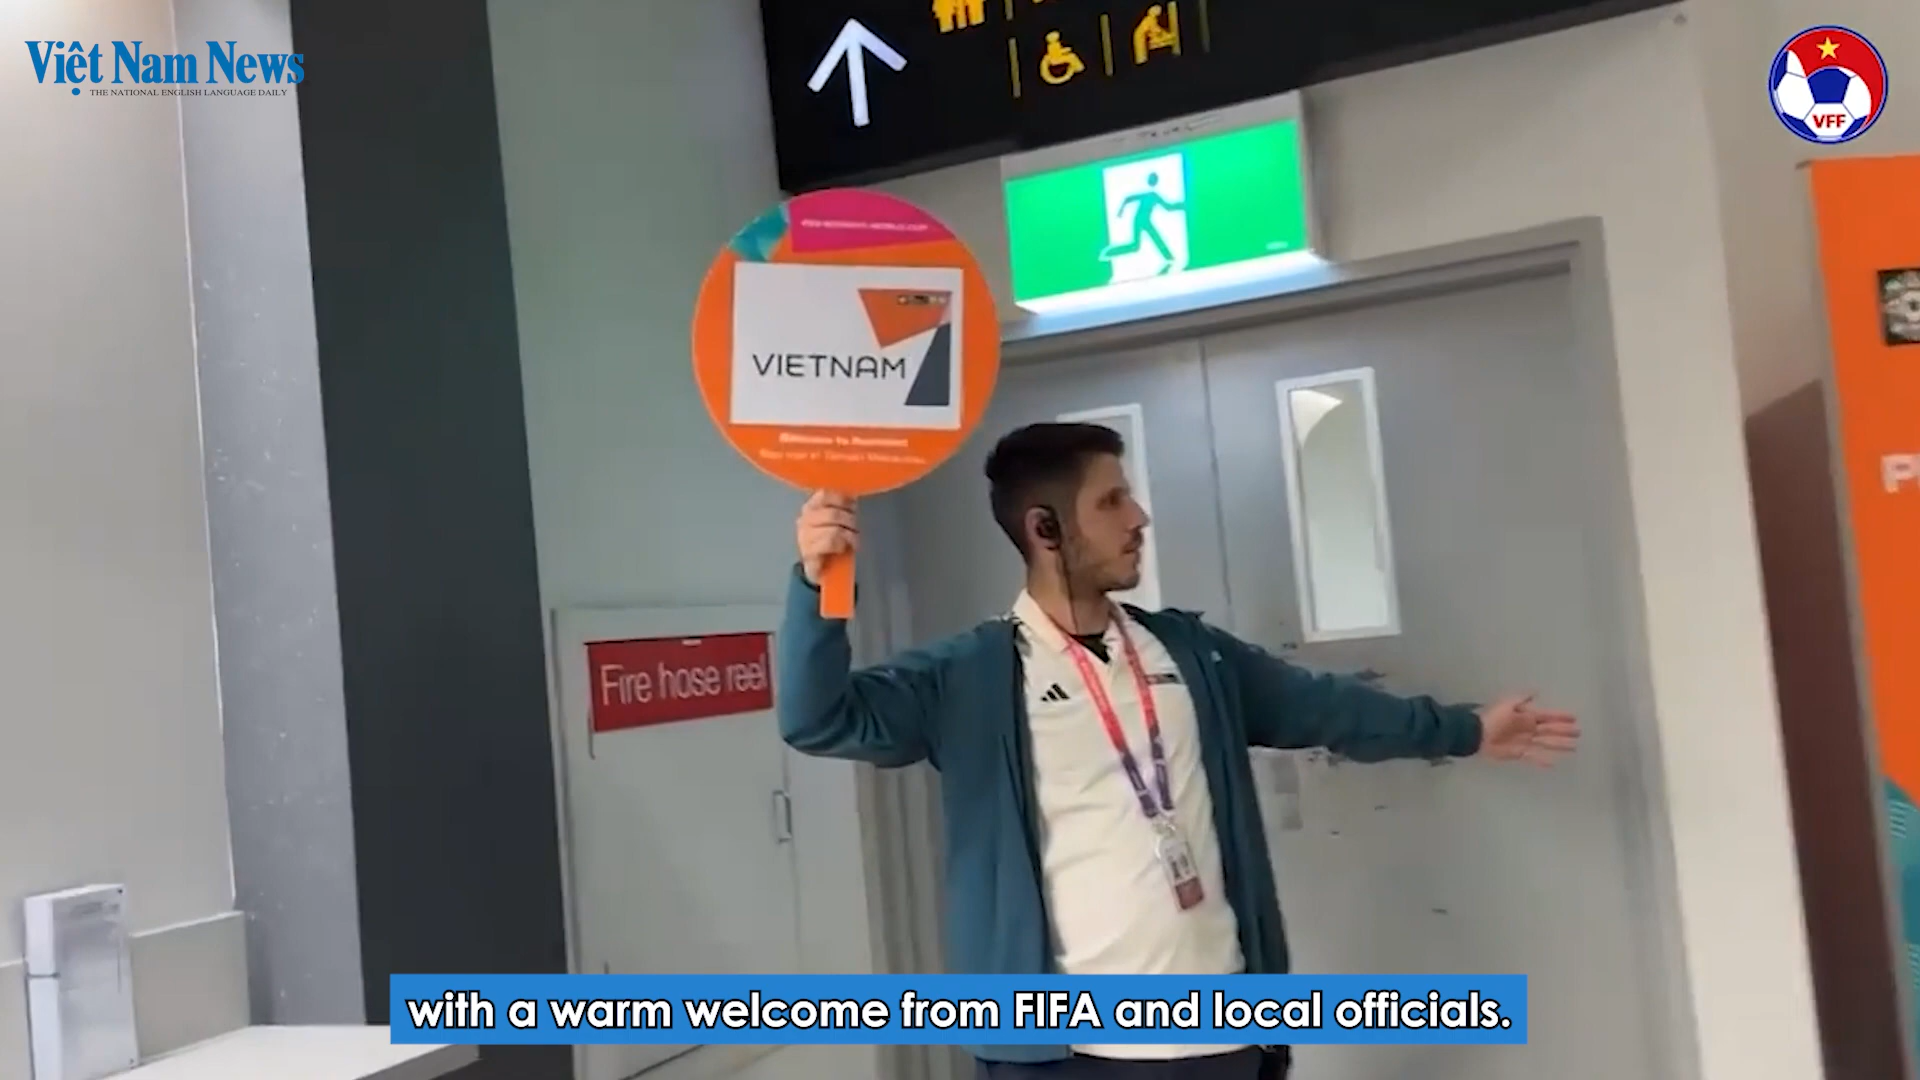 Việt Nam News
THE NATIONAL ENGLISH LANGUAGE DAILY
VFF
VIETNAM
Fire hose reel
with a warm welcome from FIFA and local officials.